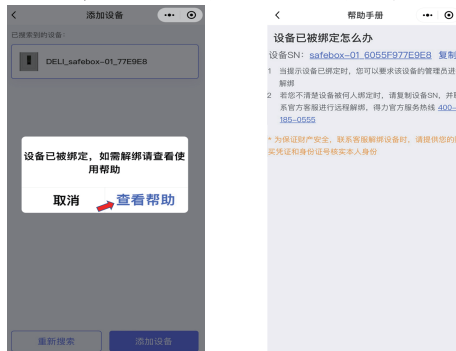 添加设备
已搜索到的设备:
DELI_safebox-01_77E9E8
设备已被绑定，如需解绑请查看使
用帮助
取消
查看帮助
重新搜索
添加设备
帮助手册
设备已被绑定怎么办
设备SN: safebox-01_6055F977E9E8 复制
1 当提示设备已绑定时，您可以要求该设备的管理员进
解绑
2 若您不清楚设备被何人绑定时，请复制设备SN，并
系官方客服进行远程解绑，得力官方服务热线 400-
185-0555
* 为保证财产安全，联系客服解绑设备时，请提供您的
买凭证和身份证号核实本人身份